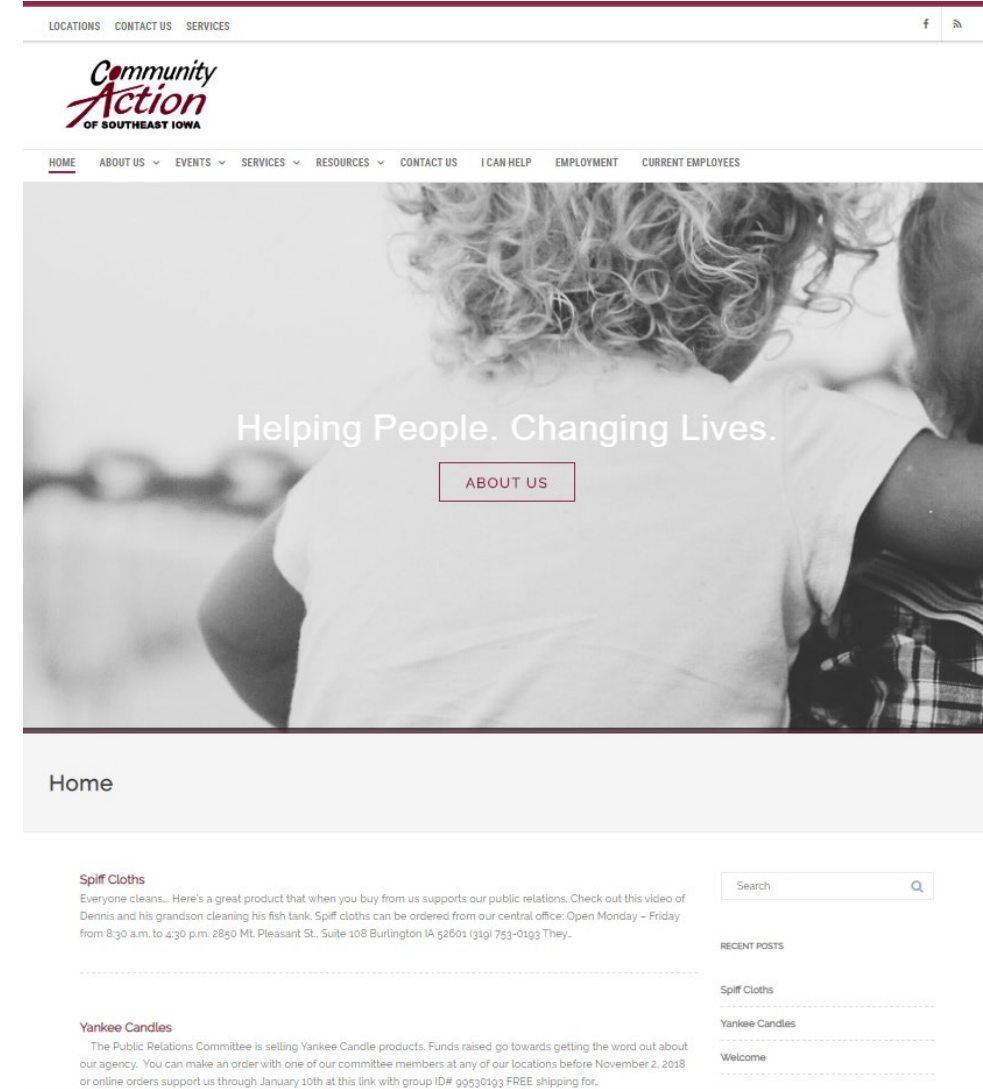 LOCATIONS CONTACT US SERVICES
Community
Action
OF SOUTHEAST IOWA
HOME ABOUT US EVENTS SERVICES RESOURCES CONTACT US I CAN HELP EMPLOYMENT CURRENT EMPLOYEES
Helping People. Changing Lives.
ABOUT US
Home
Spiff Cloths
Everyone cleans... Here's a great product that when you buy from us supports our public relations. Check out this video of
Dennis and his grandson cleaning his fish tank. Spiff cloths can be ordered from our central office: Open Monday – Friday
from 8:30 a.m. to 4:30 p.m. 2850 Mt. Pleasant St., Suite 108 Burlington IA 52601 (319) 753-0193 They...
Yankee Candles
The Public Relations Committee is selling Yankee Candle products. Funds raised go towards getting the word out about
our agency. You can make an order with one of our committee members at any of our locations before November 2, 2018
or online orders support us through January 10th at this link with group ID# 99530193 FREE shipping for...
Search
RECENT POSTS
Spiff Cloths
Yankee Candles
Welcome